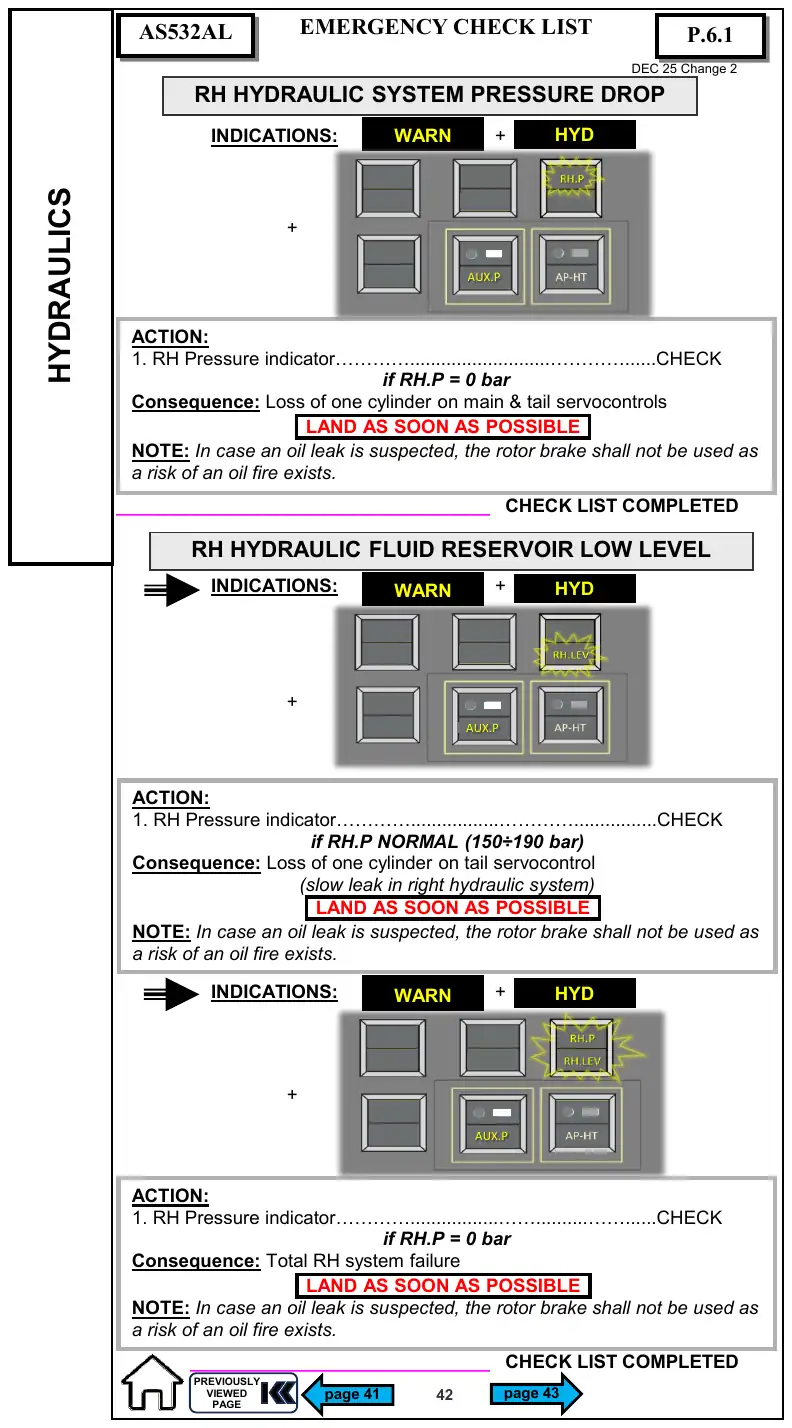 AS532AL
EMERGENCY CHECK LIST
P.6.1
DEC 25 Change 2
HYDRAULICS
RH HYDRAULIC SYSTEM PRESSURE DROP
INDICATIONS: WARN + HYD
RH.P
+
AUX.P AP-HT
ACTION:
1. RH Pressure indicator…………...........................…………......CHECK
if RH.P = 0 bar
Consequence: Loss of one cylinder on main & tail servocontrols
LAND AS SOON AS POSSIBLE
NOTE: In case an oil leak is suspected, the rotor brake shall not be used as
a risk of an oil fire exists.
CHECK LIST COMPLETED
RH HYDRAULIC FLUID RESERVOIR LOW LEVEL
INDICATIONS: WARN + HYD
RH.LEV
+
AUX.P AP-HT
ACTION:
1. RH Pressure indicator………….................…………................CHECK
if RH.P NORMAL (150÷190 bar)
Consequence: Loss of one cylinder on tail servocontrol
(slow leak in right hydraulic system)
LAND AS SOON AS POSSIBLE
NOTE: In case an oil leak is suspected, the rotor brake shall not be used as
a risk of an oil fire exists.
INDICATIONS: WARN + HYD
RH.P
RH.LEV
+
AUX.P AP-HT
ACTION:
1. RH Pressure indicator…………..................……..........……......CHECK
if RH.P = 0 bar
Consequence: Total RH system failure
LAND AS SOON AS POSSIBLE
NOTE: In case an oil leak is suspected, the rotor brake shall not be used as
a risk of an oil fire exists.
CHECK LIST COMPLETED
PREVIOUSLY
VIEWED
PAGE
page 41
42
page 43